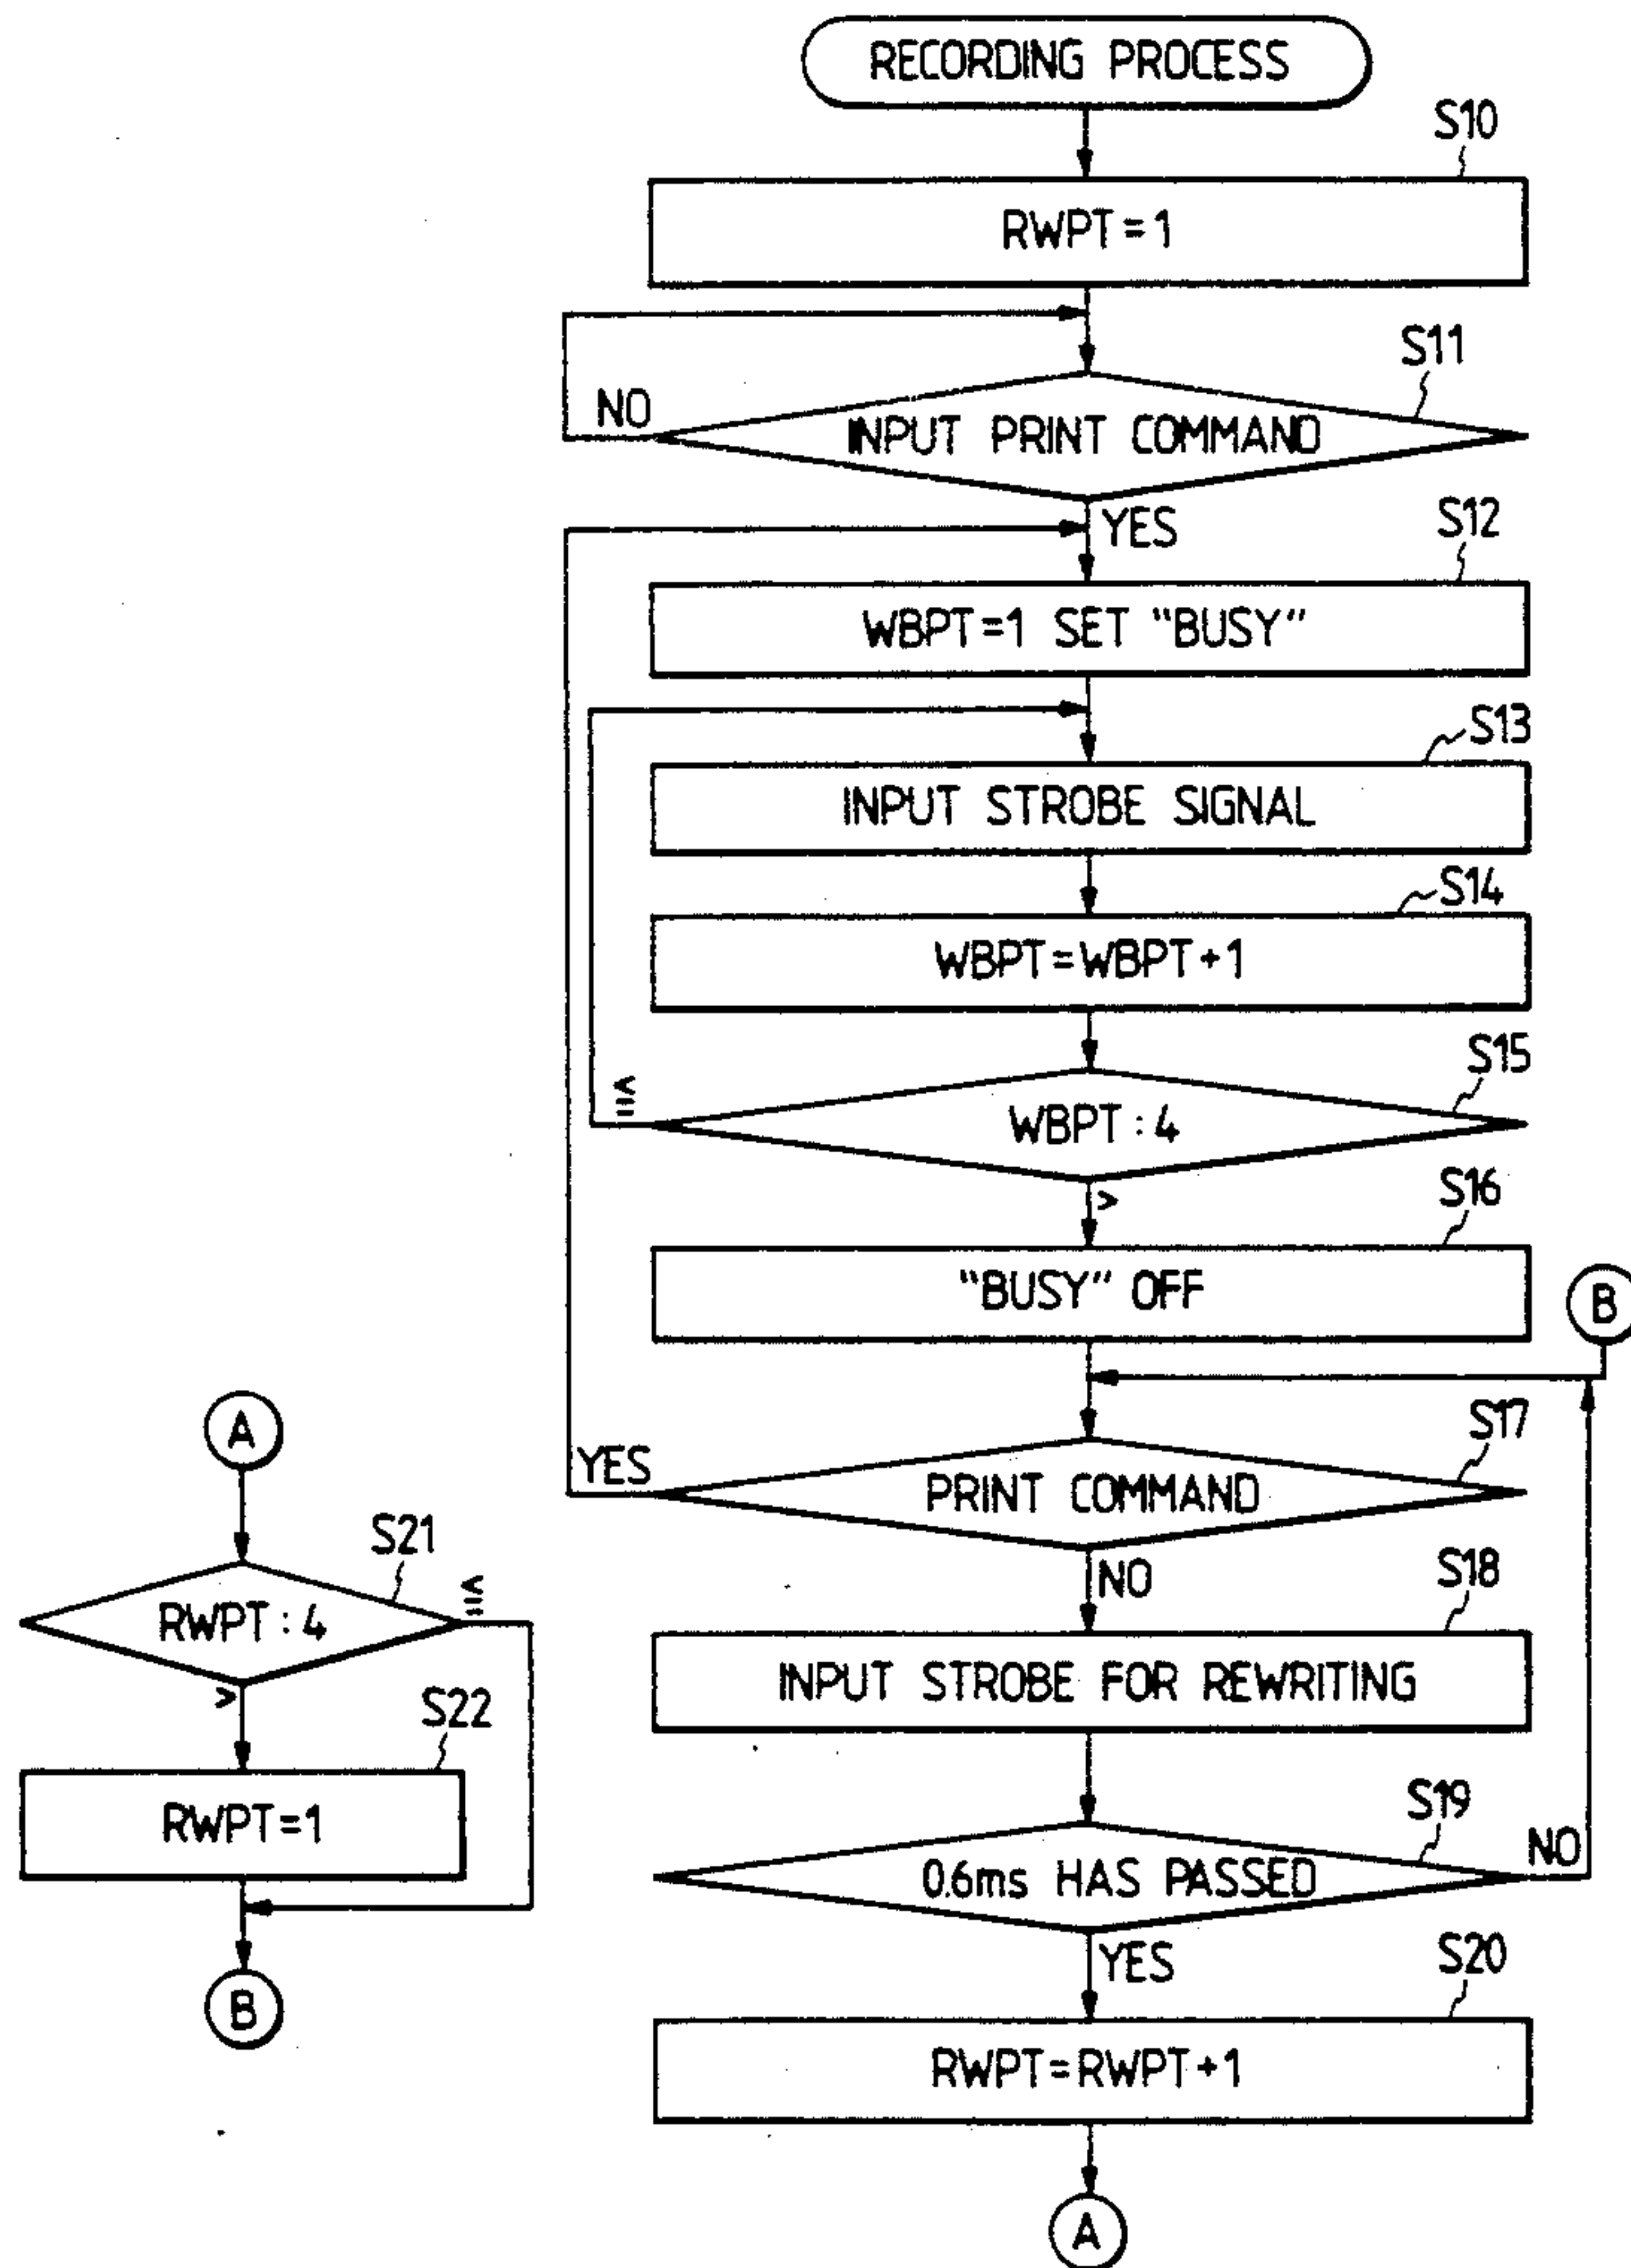 RECORDING PROCESS
S10
RWPT=1
S11
NO
INPUT PRINT COMMAND
YES
S12
WBPT=1 SET "BUSY"
S13
INPUT STROBE SIGNAL
S14
WBPT=WBPT+1
S15
≦
WBPT:4
>
S16
"BUSY" OFF
B
S17
YES
PRINT COMMAND
NO
S18
INPUT STROBE FOR REWRITING
S19
0.6ms HAS PASSED
NO
YES
S20
RWPT=RWPT+1
A
A
S21
RWPT:4
≦
>
S22
RWPT=1
B